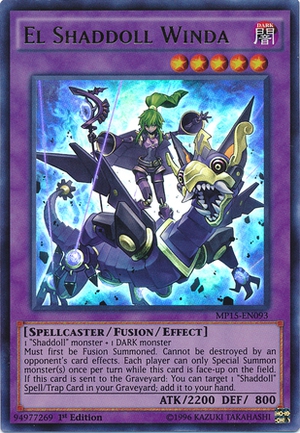 El Shaddoll Winda
DARK
闇
MP15-EN093
[SPELLCASTER/FUSION/EFFECT]
1 "Shaddoll" monster + 1 DARK monster
Must first be Fusion Summoned. Cannot be destroyed by an
opponent's card effects. Each player can only Special Summon
monster(s) once per turn while this card is face-up on the field.
If this card is sent to the Graveyard: You can target 1 "Shaddoll"
Spell/Trap Card in your Graveyard; add it to your hand.
ATK/2200 DEF/ 800
94977269 1st Edition ©1996 KAZUKI TAKAHASHI